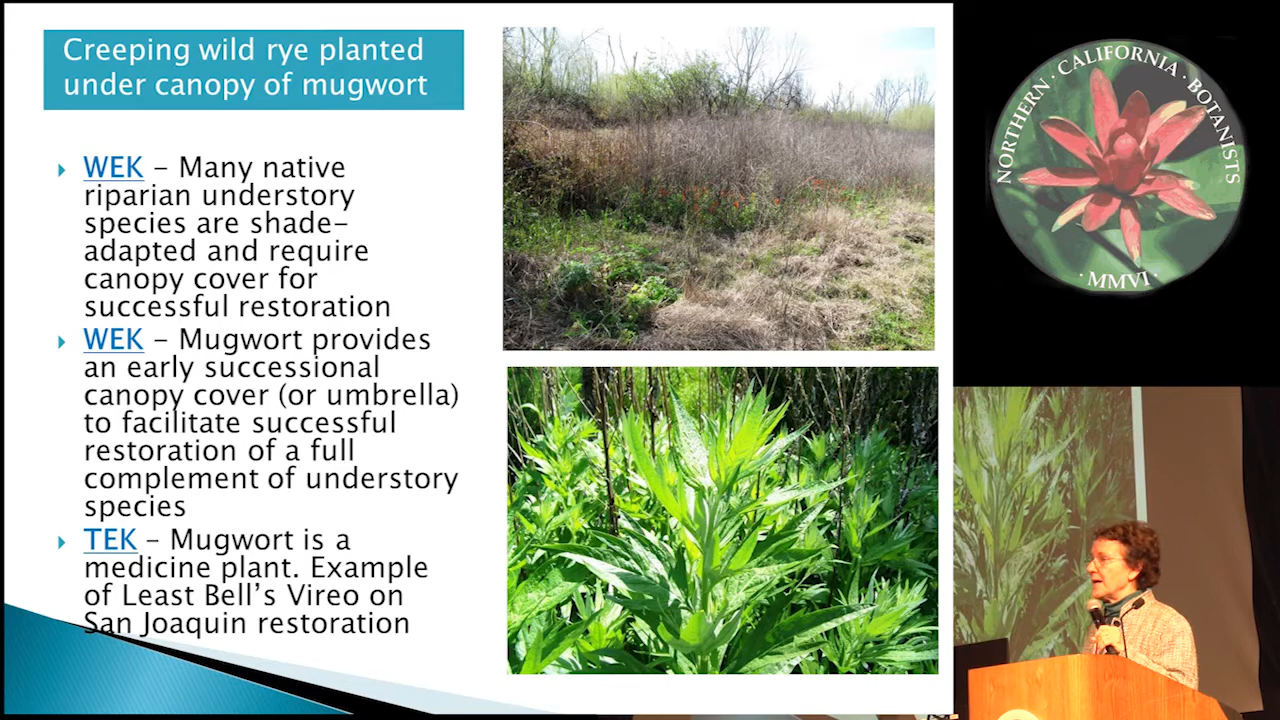 Creeping wild rye planted
under canopy of mugwort
WEK – Many native
riparian understory
species are shade-
adapted and require
canopy cover for
successful restoration
WEK – Mugwort provides
an early successional
canopy cover (or umbrella)
to facilitate successful
restoration of a full
complement of understory
species
TEK – Mugwort is a
medicine plant. Example
of Least Bell’s Vireo on
San Joaquin restoration
NORTHERN · CALIFORNIA · BOTANISTS
· MMVI ·